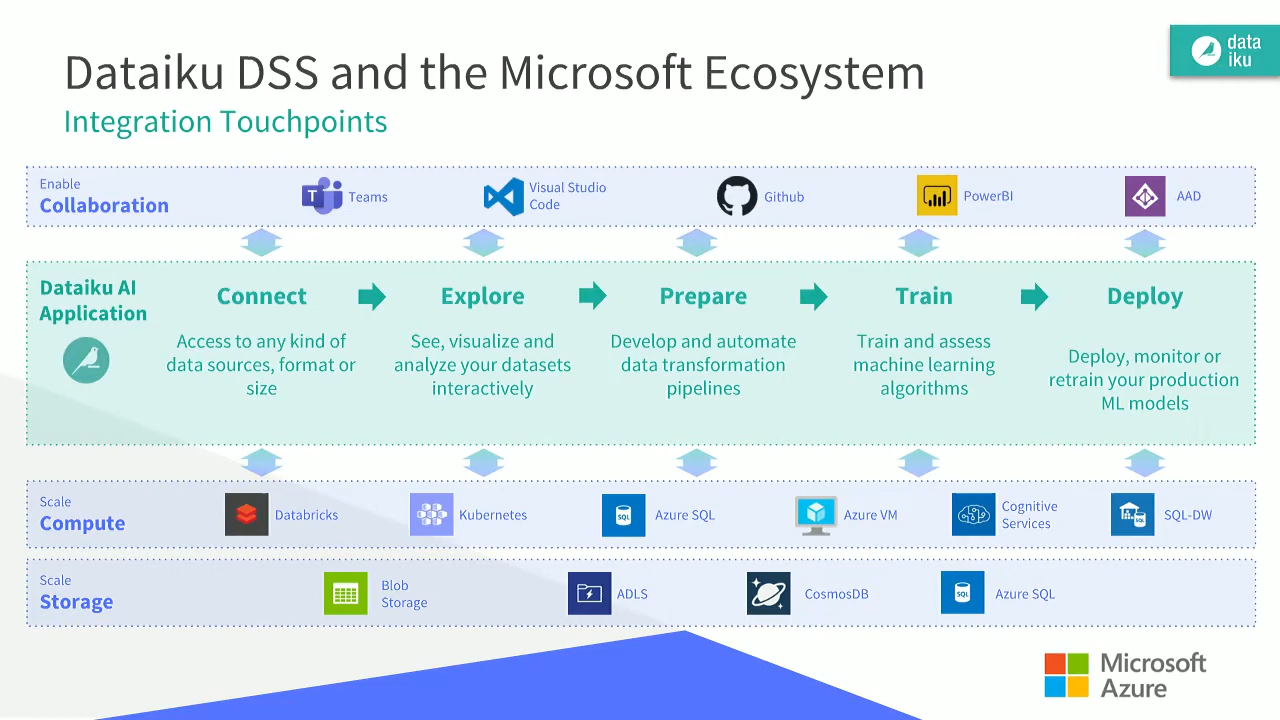 Dataiku DSS and the Microsoft Ecosystem
Integration Touchpoints
data
iku
Enable
Collaboration
Teams
Visual Studio
Code
Github
PowerBI
AAD
Dataiku AI
Application
Connect
Access to any kind of
data sources, format or
size
Explore
See, visualize and
analyze your datasets
interactively
Prepare
Develop and automate
data transformation
pipelines
Train
Train and assess
machine learning
algorithms
Deploy
Deploy, monitor or
retrain your production
ML models
Scale
Compute
Databricks
Kubernetes
SQL
Azure SQL
Azure VM
Cognitive
Services
SQL
SQL-DW
Scale
Storage
Blob
Storage
ADLS
CosmosDB
SQL
Azure SQL
Microsoft
Azure